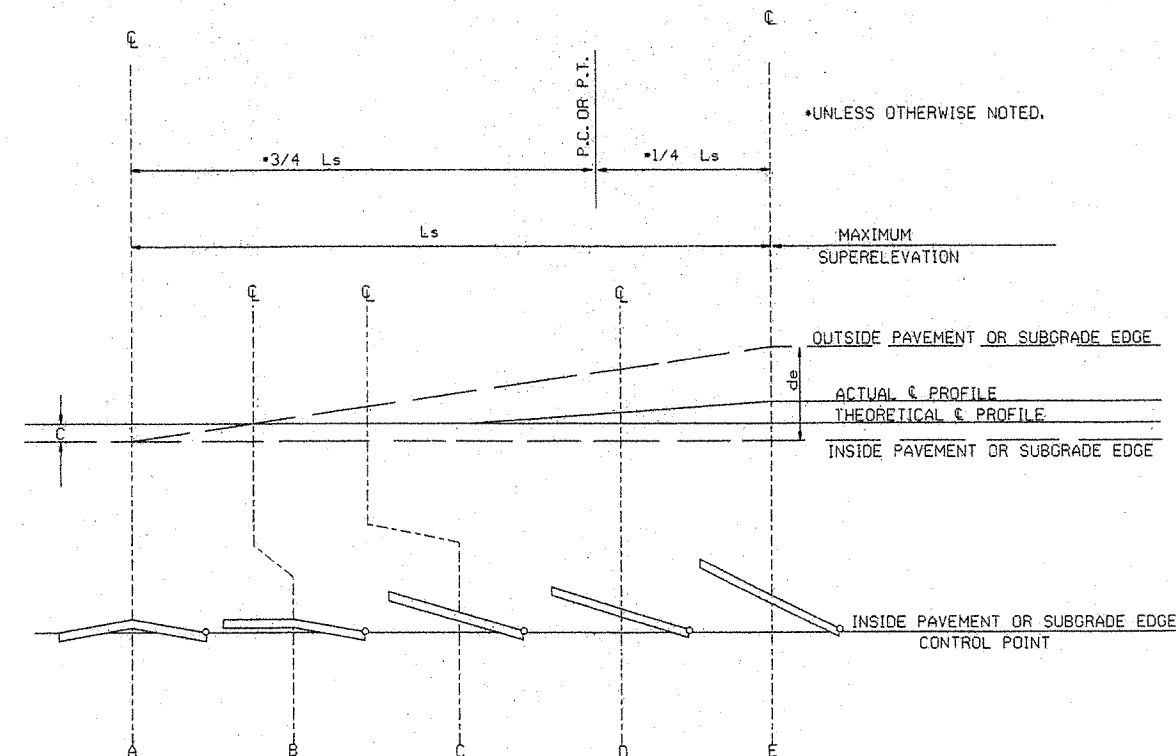 ℄
℄
P.C. OR P.T.
*UNLESS OTHERWISE NOTED.
*3/4 Ls
*1/4 Ls
Ls
MAXIMUM
SUPERELEVATION
℄
℄
℄
OUTSIDE PAVEMENT OR SUBGRADE EDGE
de
ACTUAL ℄ PROFILE
THEORETICAL ℄ PROFILE
C
INSIDE PAVEMENT OR SUBGRADE EDGE
INSIDE PAVEMENT OR SUBGRADE EDGE
CONTROL POINT
A
B
C
D
E